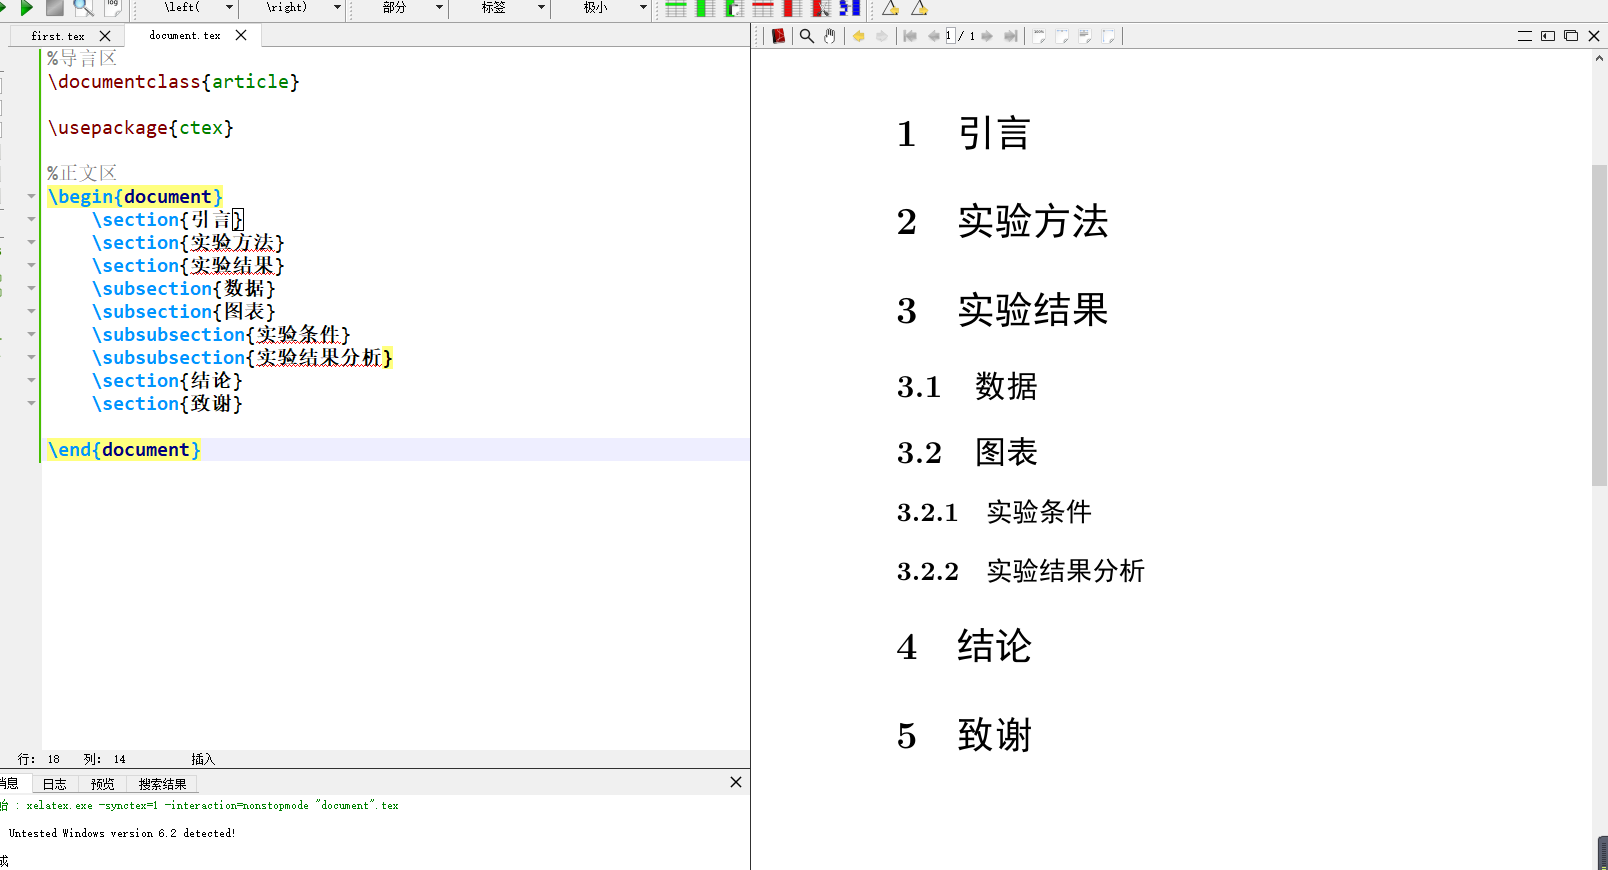 \left(
\right)
部分
标签
极小
first.tex
document.tex
1 / 1
%导言区
\documentclass{article}
\usepackage{ctex}
%正文区
\begin{document}
\section{引言}
\section{实验方法}
\section{实验结果}
\subsection{数据}
\subsection{图表}
\subsubsection{实验条件}
\subsubsection{实验结果分析}
\section{结论}
\section{致谢}
\end{document}
行: 18 列: 14 插入
日志 预览 搜索结果
: xelatex.exe -synctex=1 -interaction=nonstopmode "document".tex
Untested Windows version 6.2 detected!
1 引言
2 实验方法
3 实验结果
3.1 数据
3.2 图表
3.2.1 实验条件
3.2.2 实验结果分析
4 结论
5 致谢